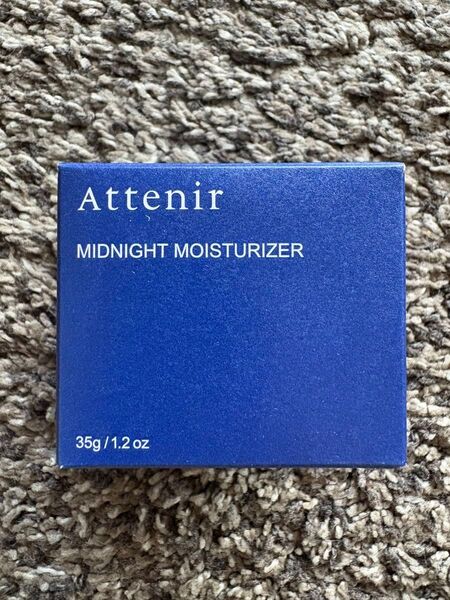 Attenir
MIDNIGHT MOISTURIZER
35g / 1.2 oz